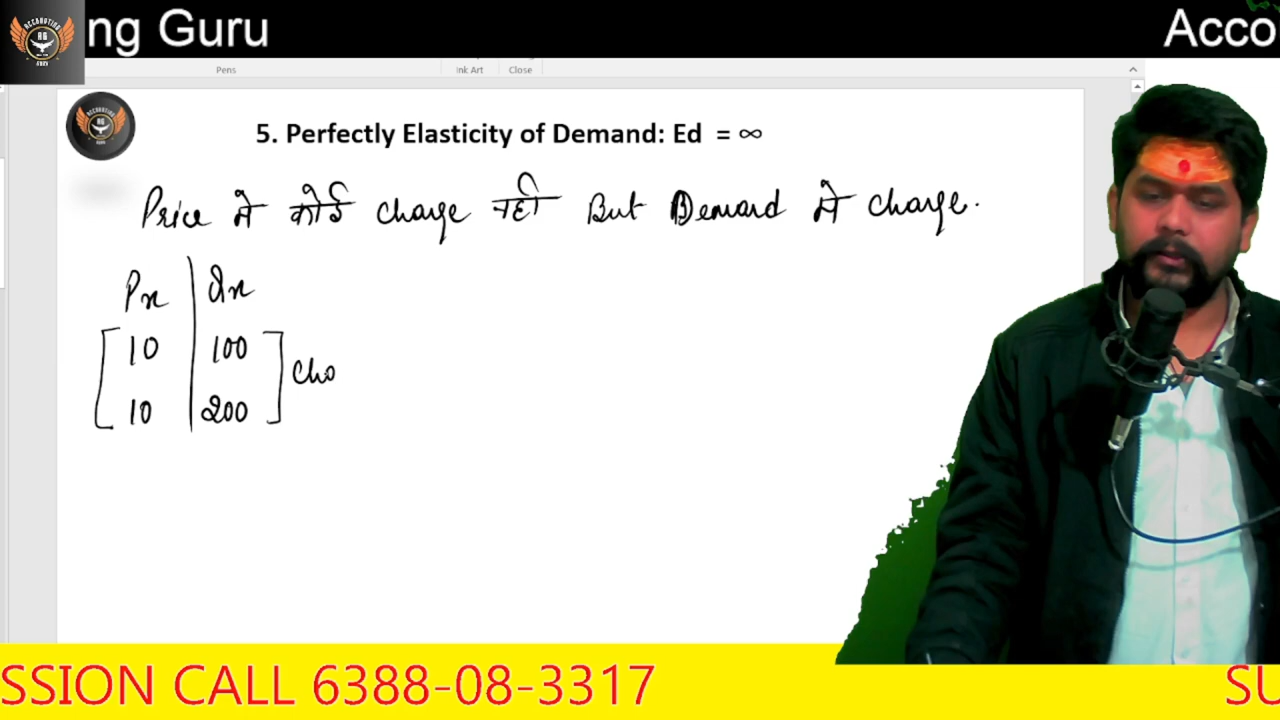 ng Guru
Acco
Pens
Ink Art
Close
5. Perfectly Elasticity of Demand: Ed = ∞
Price में कोई change नही But Demand में change.
Px | Qx
10 | 100
10 | 200
Cha
SSION CALL 6388-08-3317
SU